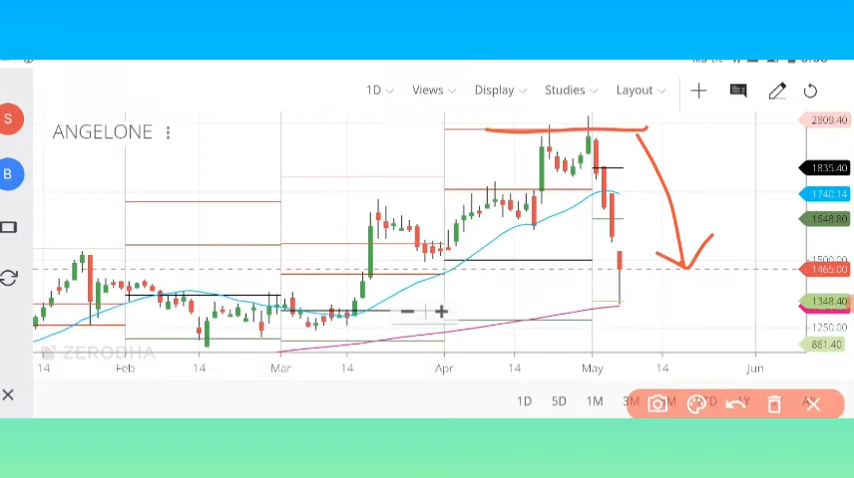 1D Views Display Studies Layout
S
ANGELONE
B
2809.40
1835.40
1740.14
1648.80
1500.00
1465.00
1348.40
1250.00
861.40
ZERODHA
14 Feb 14 Mar 14 Apr 14 May 14 Jun
1D 5D 1M 3M